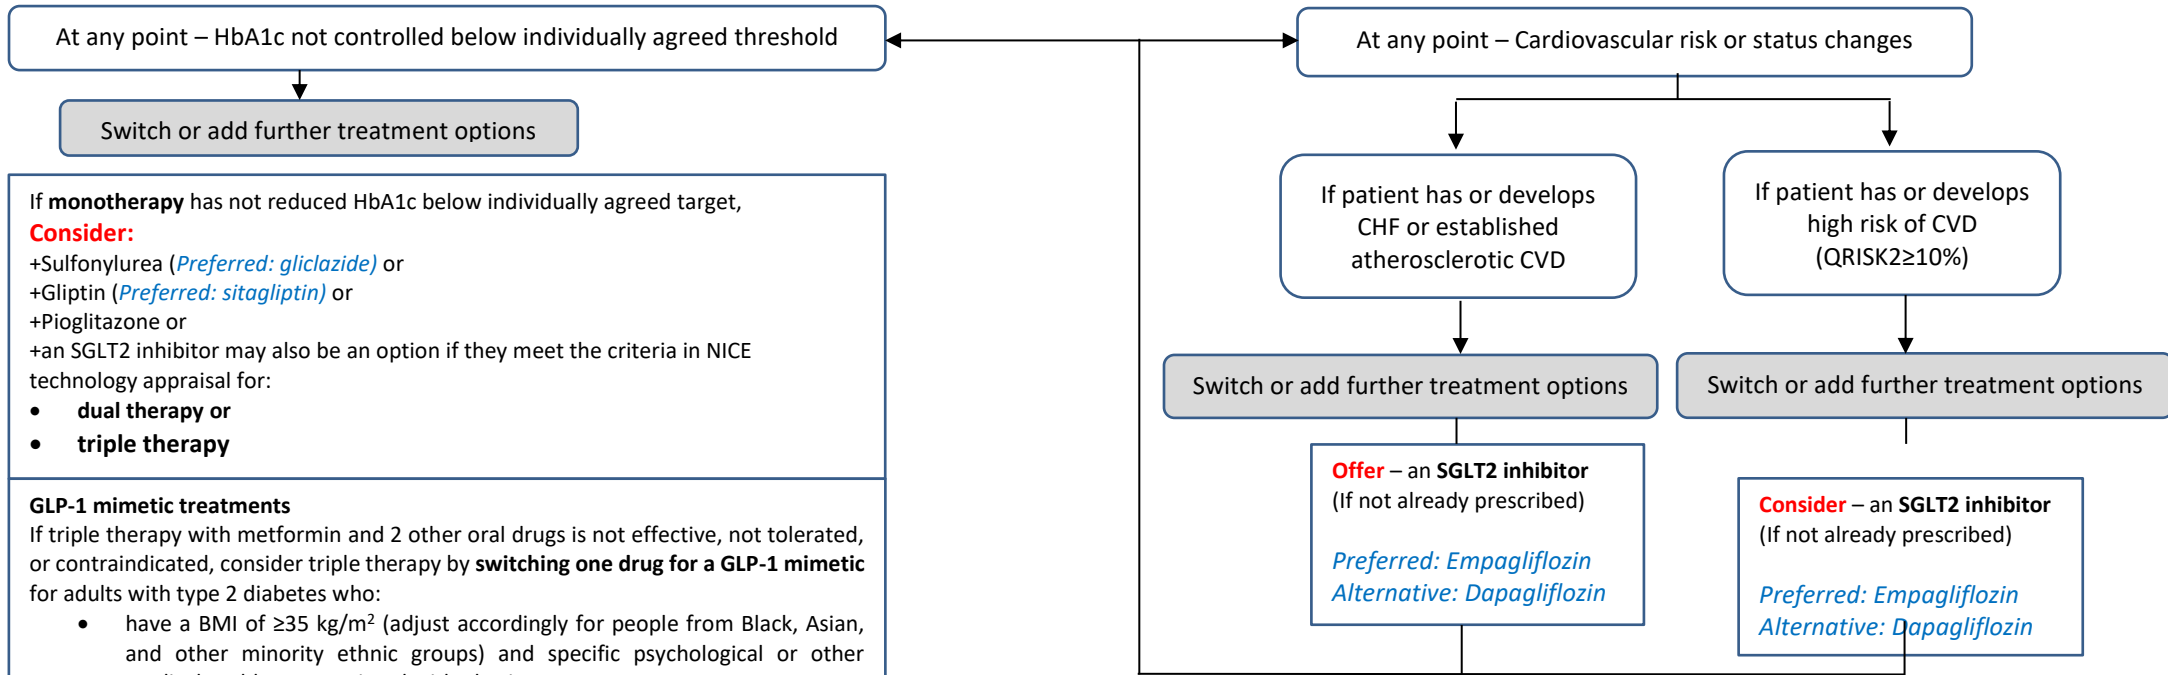 At any point – HbA1c not controlled below individually agreed threshold
Switch or add further treatment options
If monotherapy has not reduced HbA1c below individually agreed target,
Consider:
+Sulfonylurea (Preferred: gliclazide) or
+Gliptin (Preferred: sitagliptin) or
+Pioglitazone or
+an SGLT2 inhibitor may also be an option if they meet the criteria in NICE
technology appraisal for:
• dual therapy or
• triple therapy
GLP-1 mimetic treatments
If triple therapy with metformin and 2 other oral drugs is not effective, not tolerated,
or contraindicated, consider triple therapy by switching one drug for a GLP-1 mimetic
for adults with type 2 diabetes who:
• have a BMI of ≥35 kg/m² (adjust accordingly for people from Black, Asian,
and other minority ethnic groups) and specific psychological or other
At any point – Cardiovascular risk or status changes
If patient has or develops
CHF or established
atherosclerotic CVD
Switch or add further treatment options
Offer – an SGLT2 inhibitor
(If not already prescribed)
Preferred: Empagliflozin
Alternative: Dapagliflozin
If patient has or develops
high risk of CVD
(QRISK2≥10%)
Switch or add further treatment options
Consider – an SGLT2 inhibitor
(If not already prescribed)
Preferred: Empagliflozin
Alternative: Dapagliflozin